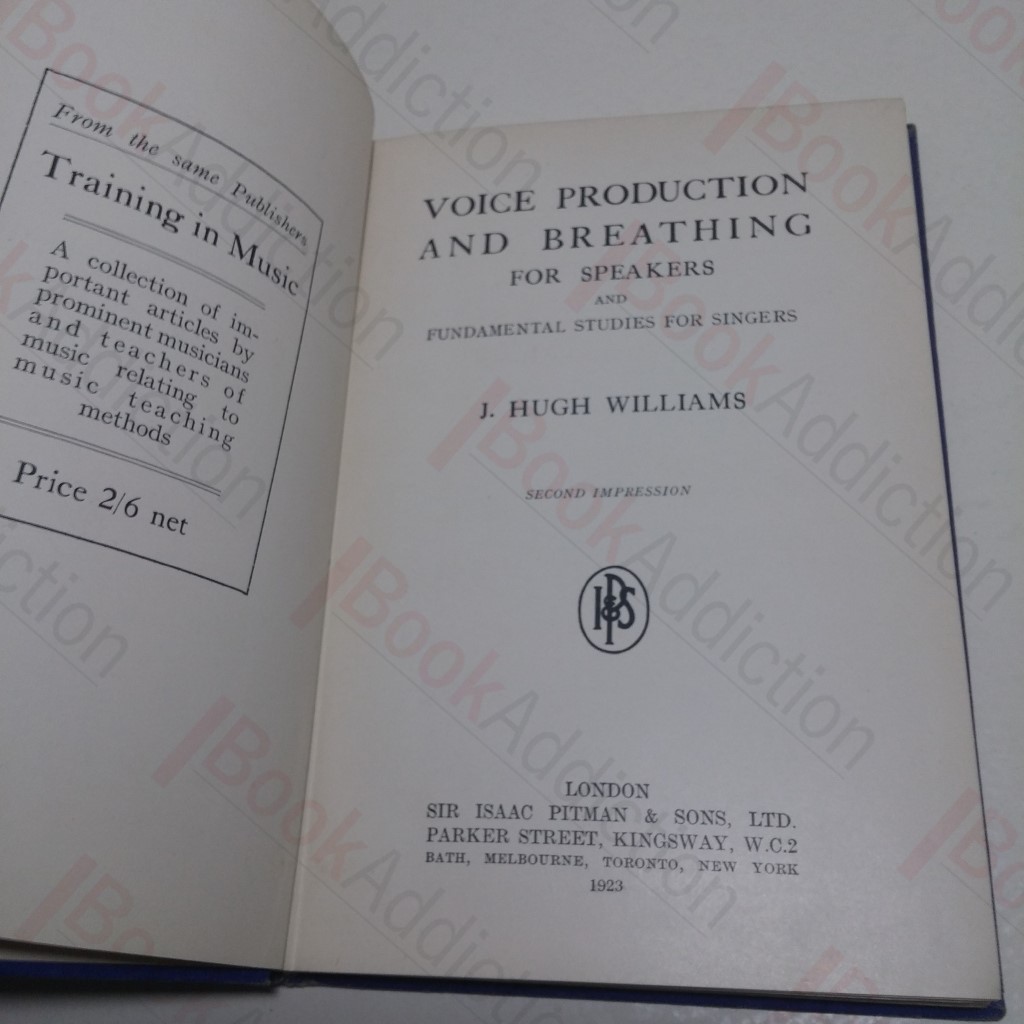 From the same Publishers
Training in Music
A collection of im-
portant articles by
prominent musicians
and teachers of
music relating to
music teaching
methods
Price 2/6 net
VOICE PRODUCTION
AND BREATHING
FOR SPEAKERS
AND
FUNDAMENTAL STUDIES FOR SINGERS
J. HUGH WILLIAMS
SECOND IMPRESSION
IP&S
LONDON
SIR ISAAC PITMAN & SONS, LTD.
PARKER STREET, KINGSWAY, W.C.2
BATH, MELBOURNE, TORONTO, NEW YORK
1923
BookAddiction